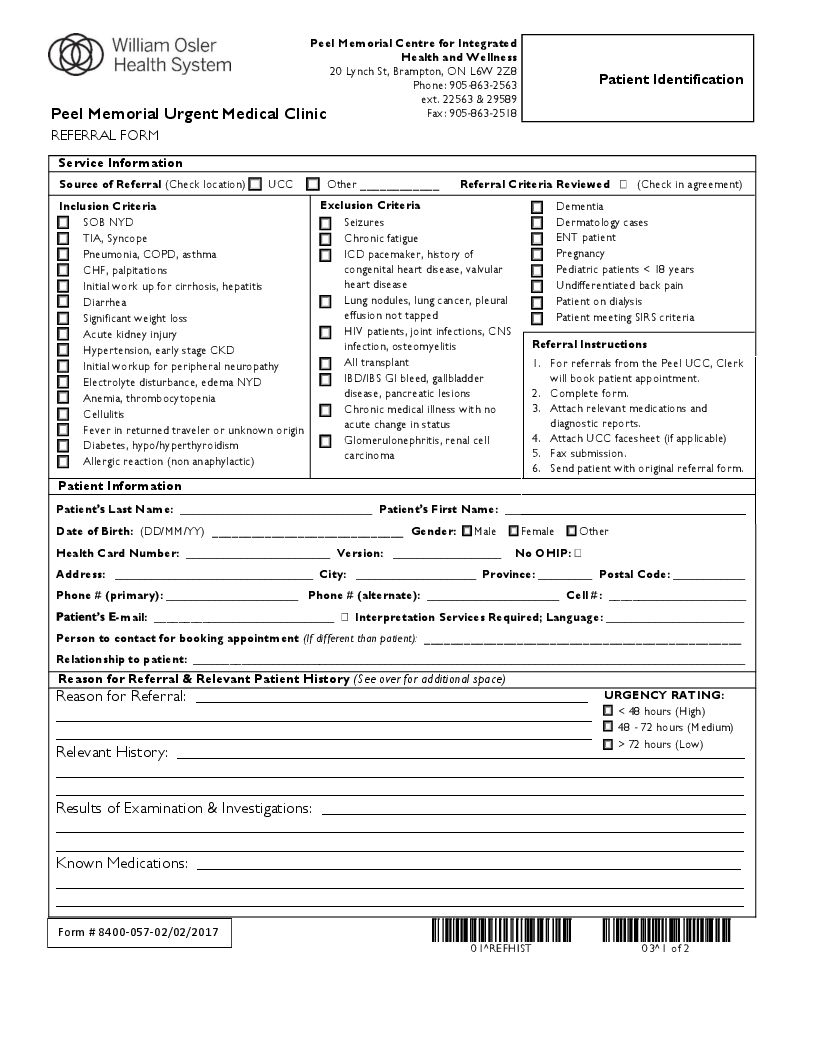 William Osler
Health System
Peel Memorial Centre for Integrated
Health and Wellness
20 Lynch St, Brampton, ON L6W 2Z8
Phone: 905-863-2563
ext. 22563 & 29589
Fax: 905-863-2518
Patient Identification
Peel Memorial Urgent Medical Clinic
REFERRAL FORM
Service Information
Source of Referral (Check location) ☐ UCC ☐ Other ____________ Referral Criteria Reviewed ☐ (Check in agreement)
Inclusion Criteria
☐ SOB NYD
☐ TIA, Syncope
☐ Pneumonia, COPD, asthma
☐ CHF, palpitations
☐ Initial work up for cirrhosis, hepatitis
☐ Diarrhea
☐ Significant weight loss
☐ Acute kidney injury
☐ Hypertension, early stage CKD
☐ Initial workup for peripheral neuropathy
☐ Electrolyte disturbance, edema NYD
☐ Anemia, thrombocytopenia
☐ Cellulitis
☐ Fever in returned traveler or unknown origin
☐ Diabetes, hypo/hyperthyroidism
☐ Allergic reaction (non anaphylactic)
Exclusion Criteria
☐ Seizures
☐ Chronic fatigue
☐ ICD pacemaker, history of
congenital heart disease, valvular
heart disease
☐ Lung nodules, lung cancer, pleural
effusion not tapped
☐ HIV patients, joint infections, CNS
infection, osteomyelitis
☐ All transplant
☐ IBD/IBS GI bleed, gallbladder
disease, pancreatic lesions
☐ Chronic medical illness with no
acute change in status
☐ Glomerulonephritis, renal cell
carcinoma
☐ Dementia
☐ Dermatology cases
☐ ENT patient
☐ Pregnancy
☐ Pediatric patients < 18 years
☐ Undifferentiated back pain
☐ Patient on dialysis
☐ Patient meeting SIRS criteria
Referral Instructions
1. For referrals from the Peel UCC, Clerk
will book patient appointment.
2. Complete form.
3. Attach relevant medications and
diagnostic reports.
4. Attach UCC facesheet (if applicable)
5. Fax submission.
6. Send patient with original referral form.
Patient Information
Patient's Last Name: ____________ Patient's First Name: ____________
Date of Birth: (DD/MM/YY) ____________ Gender: ☐ Male ☐ Female ☐ Other
Health Card Number: ____________ Version: ____________ No OHIP: ☐
Address: ____________ City: ____________ Province: ________ Postal Code: ____________
Phone # (primary): ____________ Phone # (alternate): ____________ Cell #: ____________
Patient's E-mail: ____________ ☐ Interpretation Services Required; Language: ____________
Person to contact for booking appointment (If different than patient): ____________
Relationship to patient: ____________
Reason for Referral & Relevant Patient History (See over for additional space)
Reason for Referral: ____________
URGENCY RATING:
☐ < 48 hours (High)
☐ 48 - 72 hours (Medium)
☐ > 72 hours (Low)
Relevant History: ____________
Results of Examination & Investigations: ____________
Known Medications: ____________
Form # 8400-057-02/02/2017
01^REFHIST
03^1 of 2